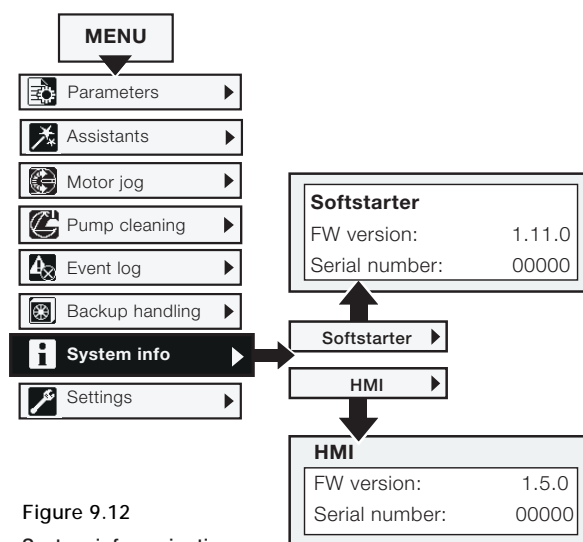 MENU
Parameters
Assistants
Motor jog
Pump cleaning
Event log
Backup handling
System info
Settings
Softstarter
FW version: 1.11.0
Serial number: 00000
Softstarter
HMI
HMI
FW version: 1.5.0
Serial number: 00000
Figure 9.12